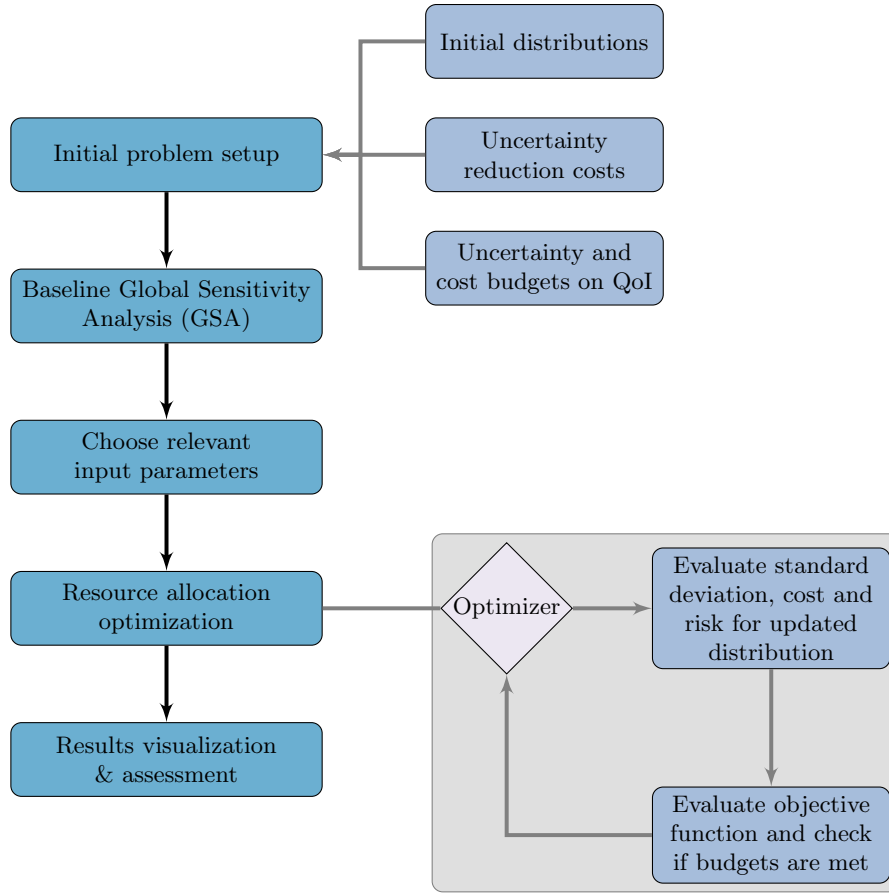 Initial distributions
Initial problem setup
Uncertainty
reduction costs
Uncertainty and
cost budgets on QoI
Baseline Global Sensitivity
Analysis (GSA)
Choose relevant
input parameters
Resource allocation
optimization
Optimizer
Evaluate standard
deviation, cost and
risk for updated
distribution
Results visualization
& assessment
Evaluate objective
function and check
if budgets are met